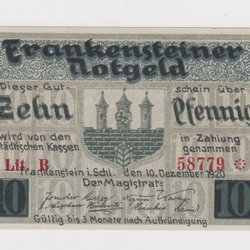 Frankensteiner
Notgeld
Dieser Gut- schein über
Zehn Pfennig
wird von den in Zahlung
städtischen Kassen genommen
Lit. B 58779 *
Frankenstein i. Schl. den 10. Dezember 1920
Der Magistrat:
10 10
Gültig bis 3 Monate nach Aufkündigung